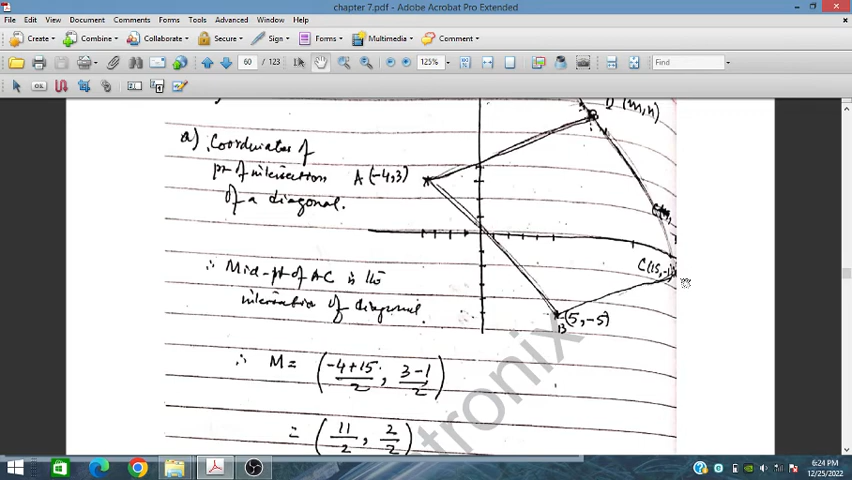 chapter 7.pdf - Adobe Acrobat Pro Extended
File Edit View Document Comments Forms Tools Advanced Window Help
Create Combine Collaborate Secure Sign Forms Multimedia Comment
60 / 123 125% Find
D (m,n)
a) Coordinates of
pt of intersection
of a diagonal.
A (-4,3)
C(15,-1)
B (5,-5)
∴ Mid-pt of AC is the
intersection of diagonal.
∴ M = (-4+15/2, 3-1/2)
= (11/2, 2/2)
tronix
6:24 PM
12/25/2022